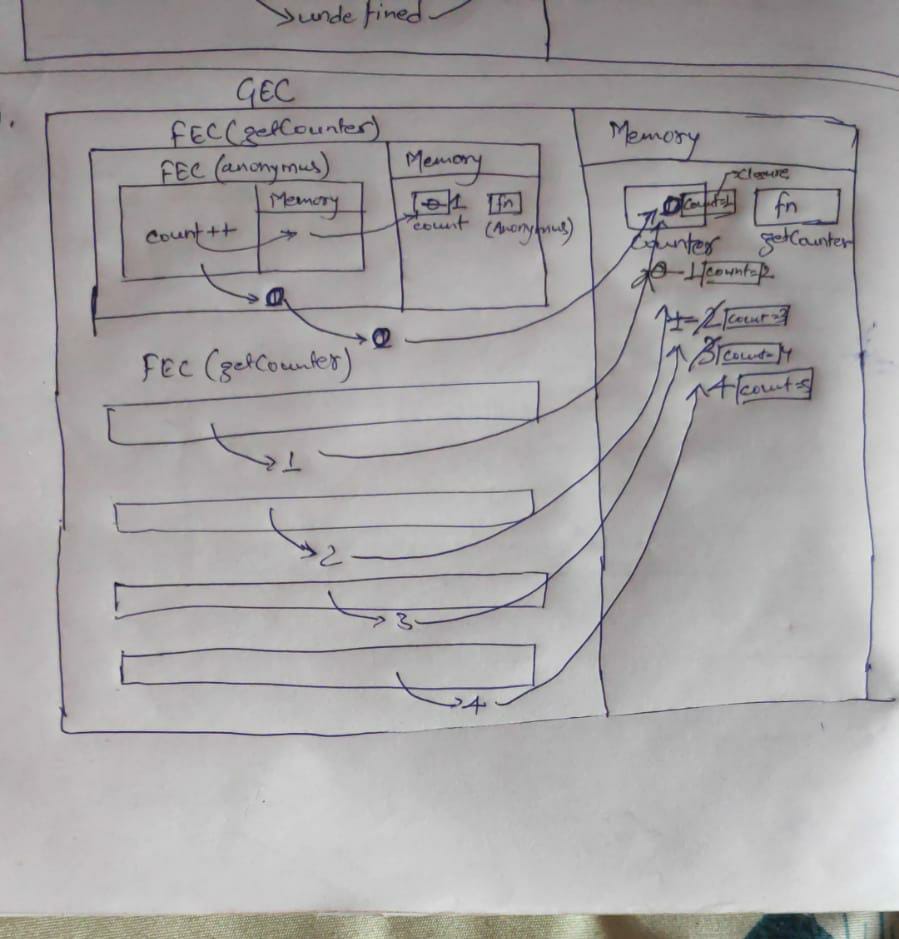 undefined
GEC
FEC (getCounter)
Memory
FEC (anonymus)
Memory
Memory
closure
0 count=1
fn
0 1
fn
count++
count
(Anonymus)
Counter
getCounter
0 1 count=2
0
1 2 count=3
0
3 count=4
FEC (getCounter)
4 count=5
1
2
3
4